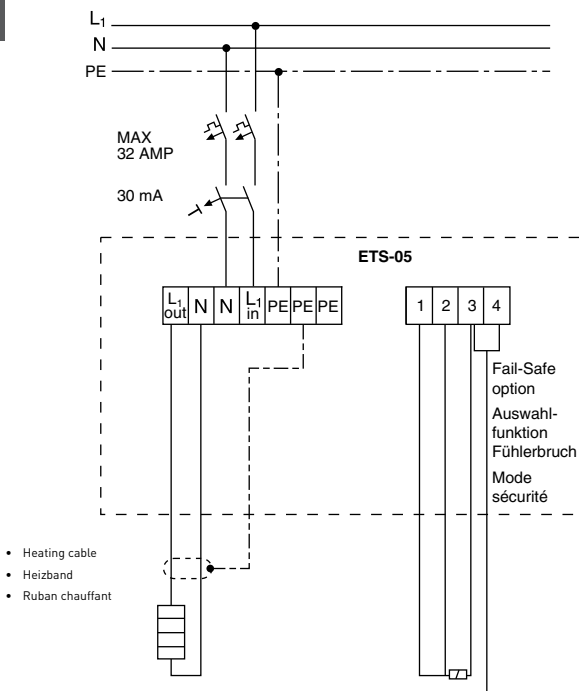 L1
N
PE
MAX
32 AMP
30 mA
ETS-05
L1 out N N L1 in PE PE PE
1 2 3 4
Fail-Safe
option
Auswahl-
funktion
Fühlerbruch
Mode
sécurité
• Heating cable
• Heizband
• Ruban chauffant